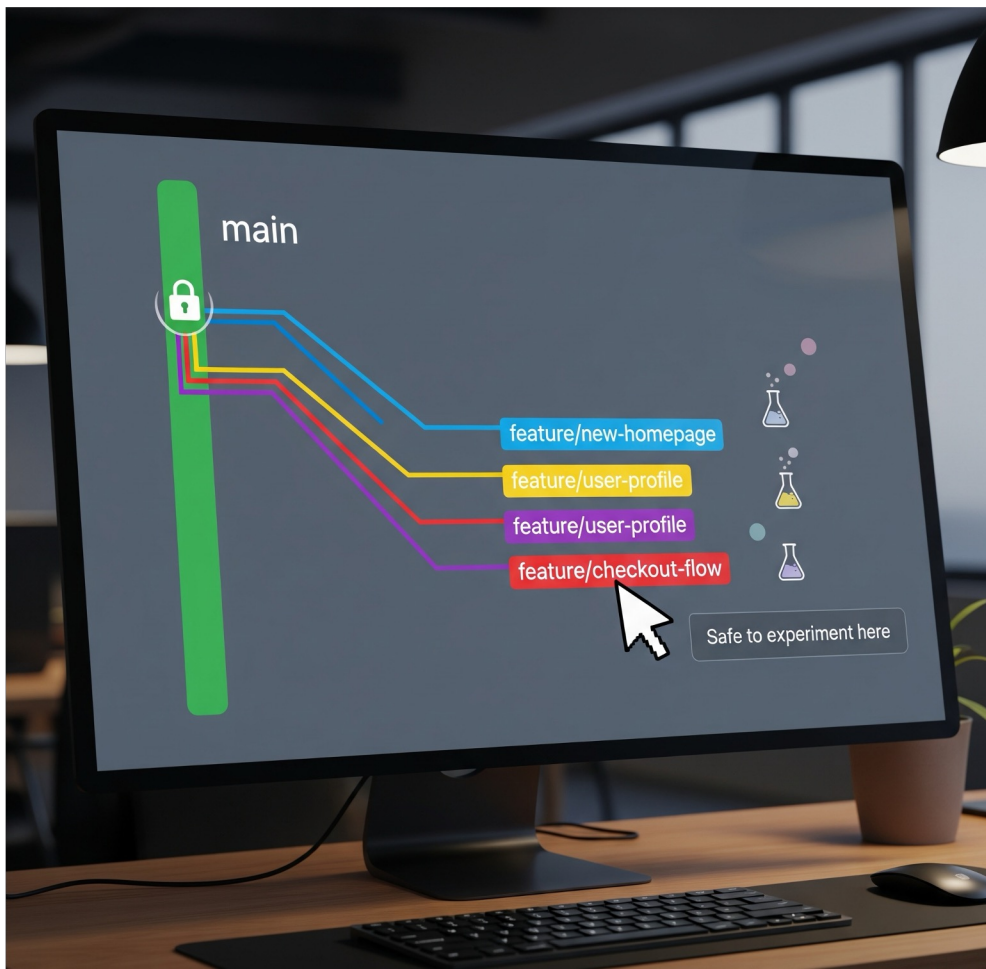 main
feature/new-homepage
feature/user-profile
feature/user-profile
feature/checkout-flow
Safe to experiment here